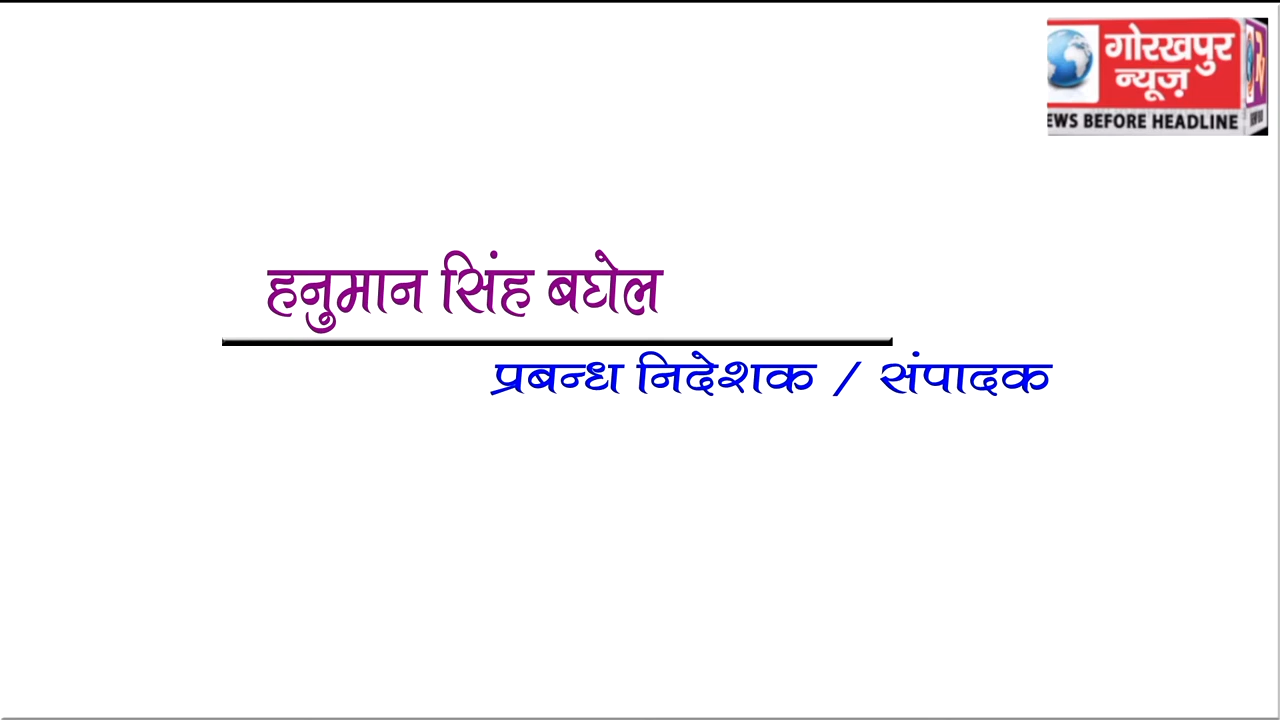 गोरखपुर
न्यूज़
EWS BEFORE HEADLINE
हनुमान सिंह बघेल
प्रबन्ध निदेशक / संपादक